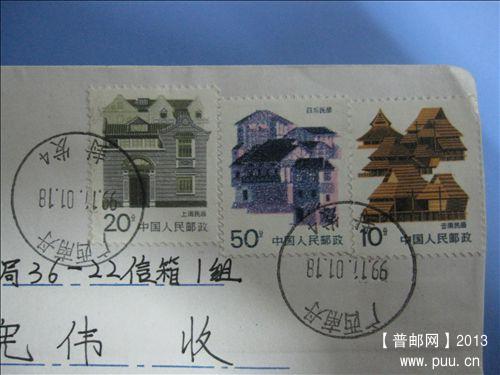 上海民居
20分
中国人民邮政
四川民居
50分
中国人民邮政
云南民居
10分
中国人民邮政
99.11.01.18
广西南丹
99.11.01.18
广西南丹
局36-22信箱1组
伟 收
【普邮网】2013
www.puu.cn